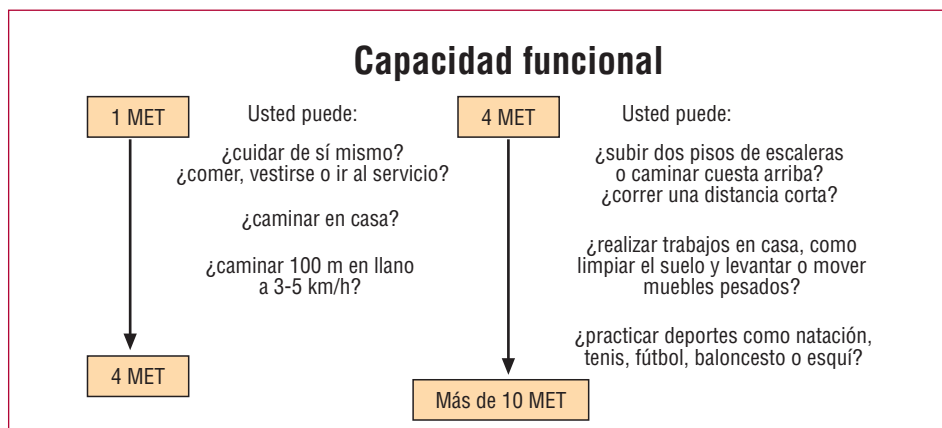 Capacidad funcional
1 MET
Usted puede:
¿cuidar de sí mismo?
¿comer, vestirse o ir al servicio?
¿caminar en casa?
¿caminar 100 m en llano
a 3-5 km/h?
4 MET
4 MET
Usted puede:
¿subir dos pisos de escaleras
o caminar cuesta arriba?
¿correr una distancia corta?
¿realizar trabajos en casa, como
limpiar el suelo y levantar o mover
muebles pesados?
¿practicar deportes como natación,
tenis, fútbol, baloncesto o esquí?
Más de 10 MET